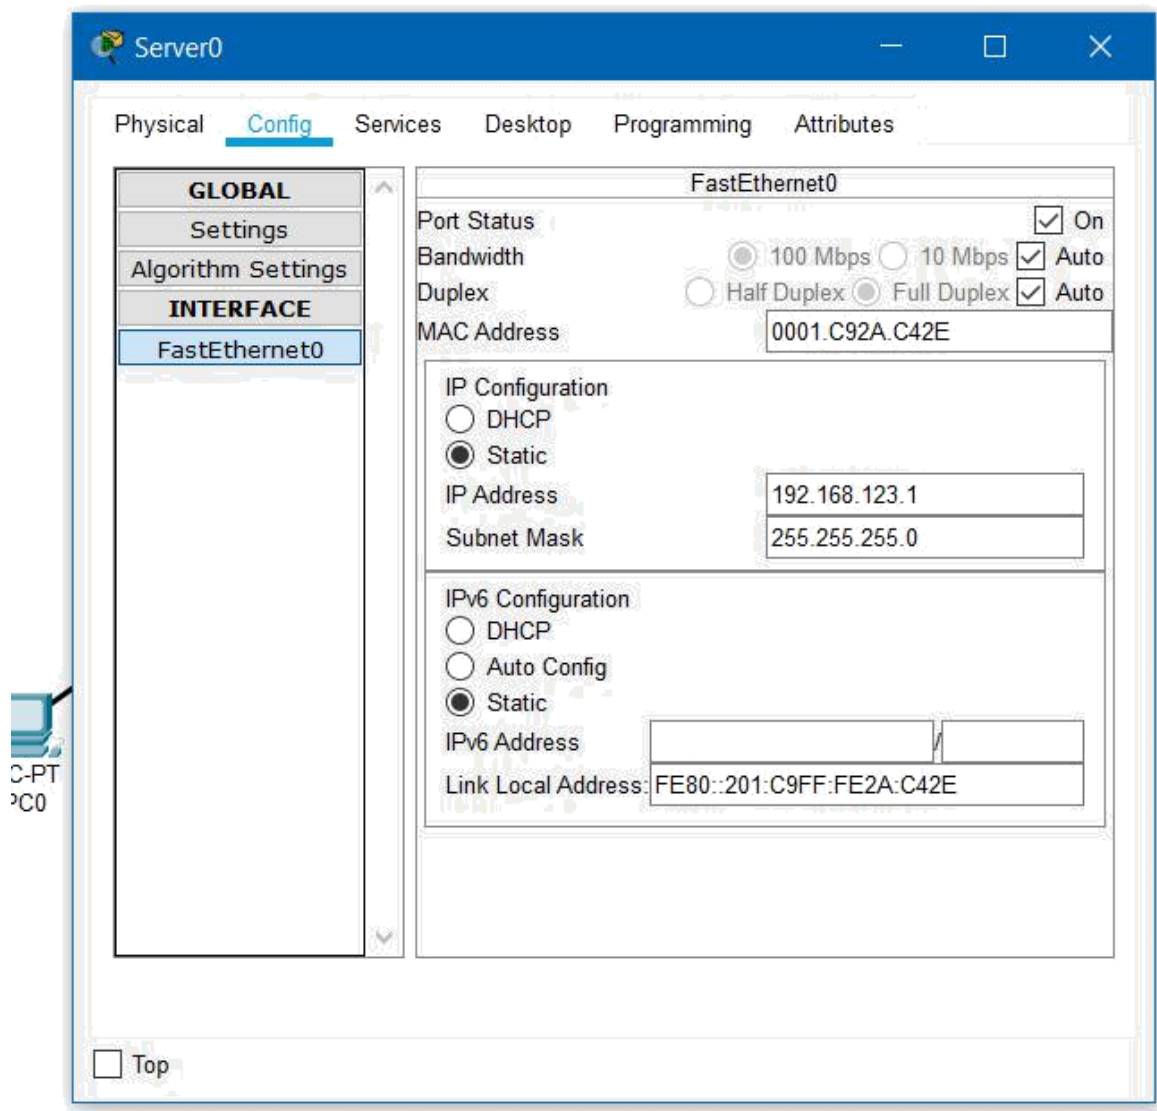 Server0
Physical Config Services Desktop Programming Attributes
GLOBAL
Settings
Algorithm Settings
INTERFACE
FastEthernet0
FastEthernet0
Port Status On
Bandwidth 100 Mbps 10 Mbps Auto
Duplex Half Duplex Full Duplex Auto
MAC Address 0001.C92A.C42E
IP Configuration
DHCP
Static
IP Address 192.168.123.1
Subnet Mask 255.255.255.0
IPv6 Configuration
DHCP
Auto Config
Static
IPv6 Address /
Link Local Address: FE80::201:C9FF:FE2A:C42E
C-PT
PC0
Top